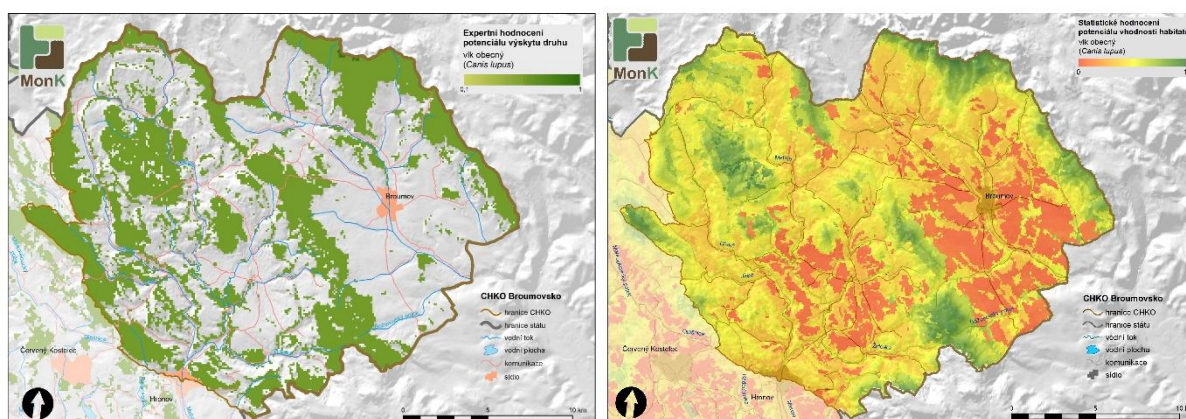 MonK
Expertní hodnocení
potenciálu výskytu druhu
vlk obecný
(Canis lupus)
0,1
1
Broumov
Červený Kostelec
Hronov
CHKO Broumovsko
hranice CHKO
hranice státu
vodní tok
vodní plocha
komunikace
sídlo
0
5
10 km
MonK
Statistické hodnocení
potenciálu vhodnosti habitatu
vlk obecný
(Canis lupus)
0
1
Broumov
Červený Kostelec
Hronov
CHKO Broumovsko
hranice CHKO
hranice státu
vodní tok
vodní plocha
komunikace
sídlo
0
5